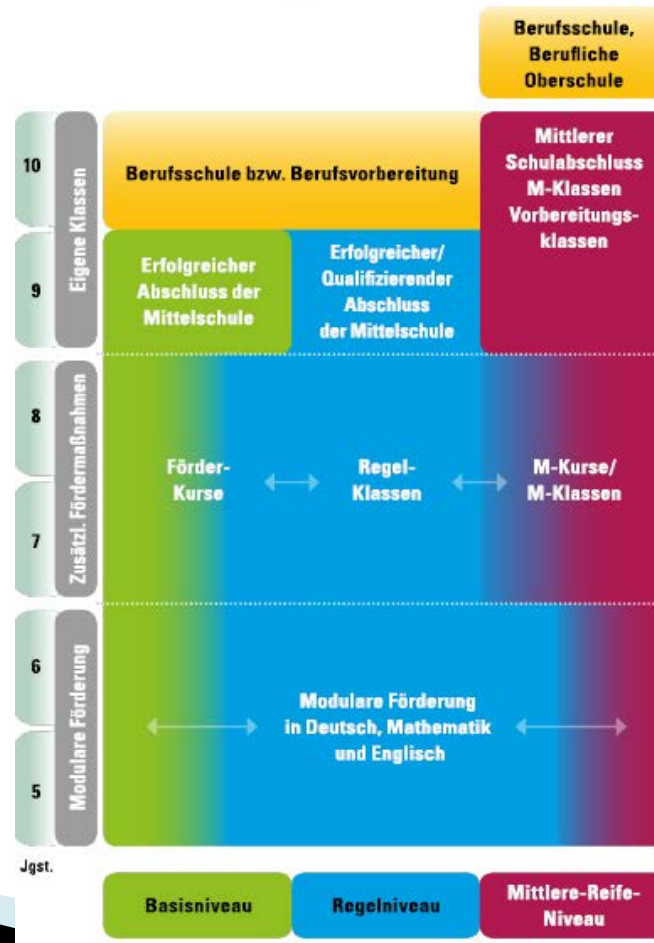 Berufsschule,
Berufliche
Oberschule
10
Eigene Klassen
Berufsschule bzw. Berufsvorbereitung
Mittlerer
Schulabschluss
M-Klassen
Vorbereitungs-
klassen
9
Erfolgreicher
Abschluss der
Mittelschule
Erfolgreicher/
Qualifizierender
Abschluss
der Mittelschule
8
Zusätzl. Fördermaßnahmen
Förder-
Kurse
Regel-
Klassen
M-Kurse/
M-Klassen
7
6
Modulare Förderung
Modulare Förderung
in Deutsch, Mathematik
und Englisch
5
Jgst.
Basisniveau
Regelniveau
Mittlere-Reife-
Niveau